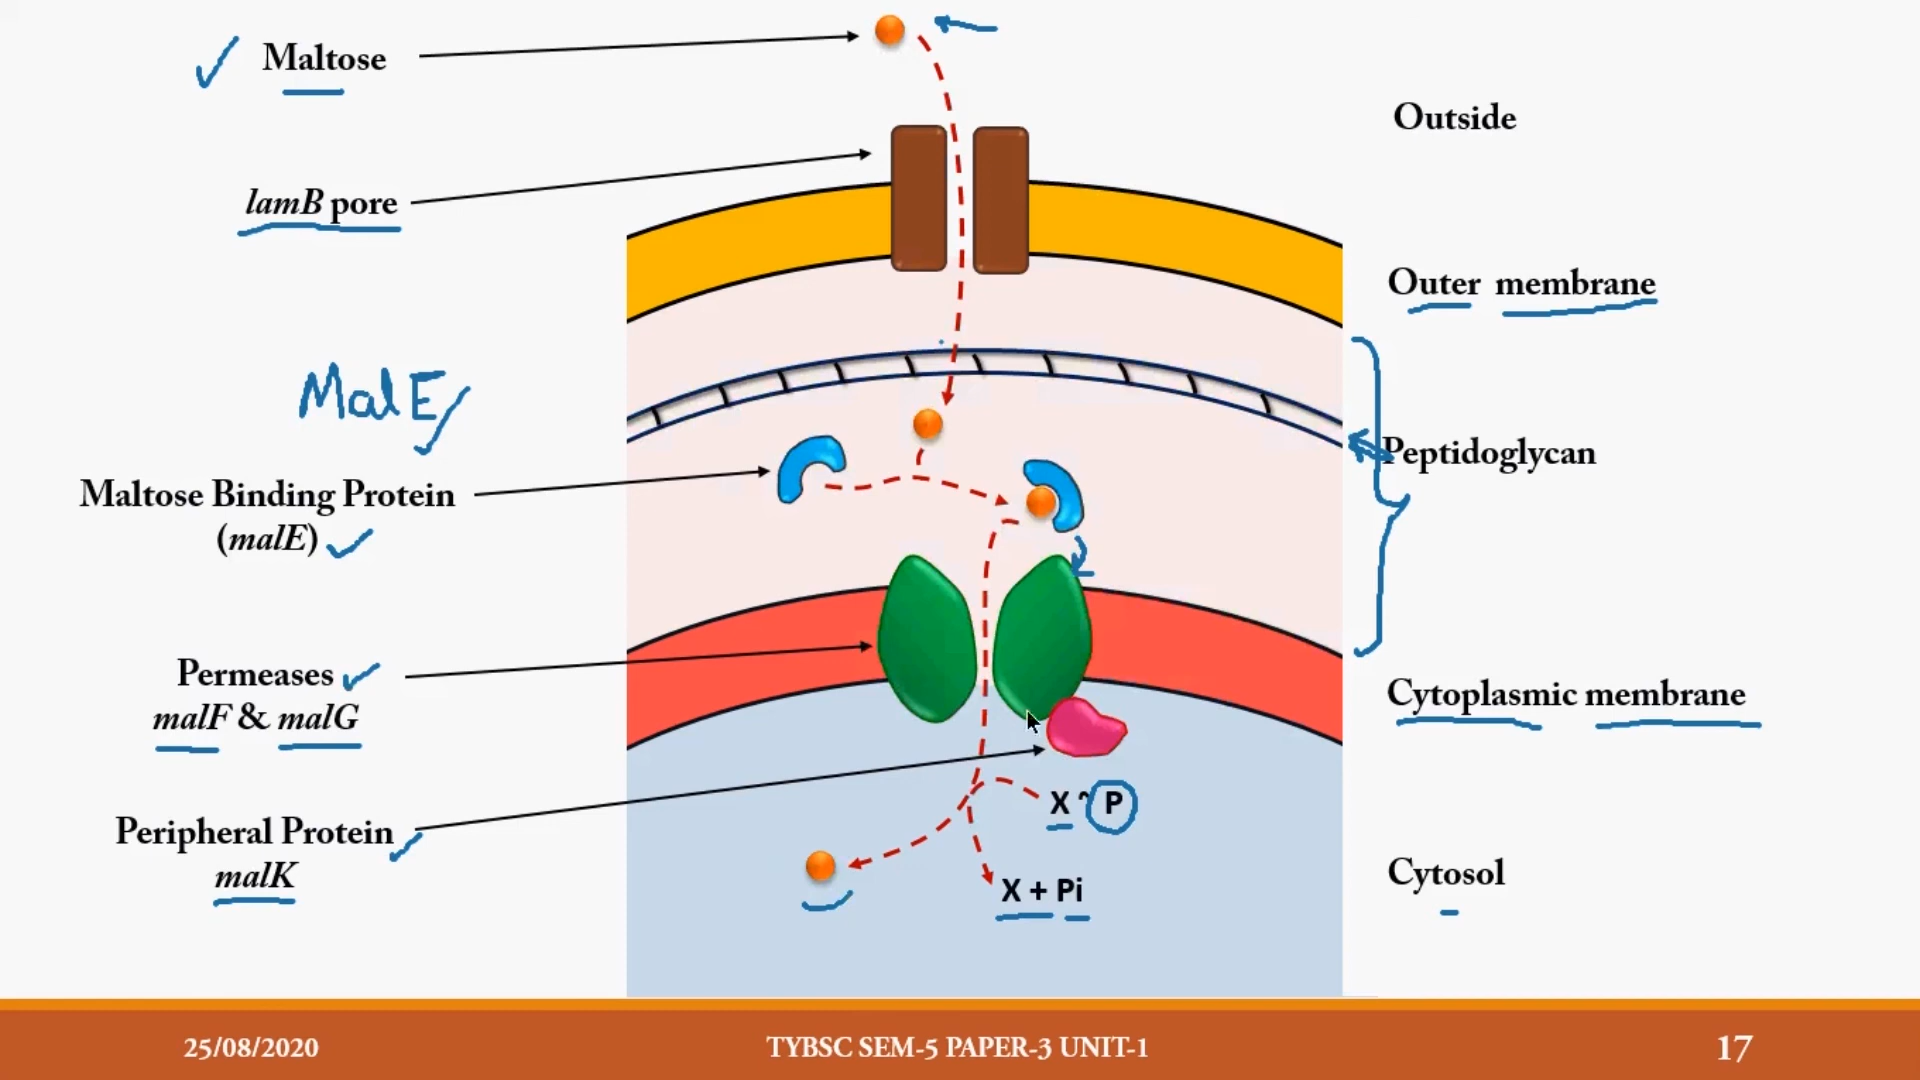 Maltose
Outside
lamB pore
Outer membrane
MalE
Peptidoglycan
Maltose Binding Protein
(malE)
Permeases
malF & malG
Cytoplasmic membrane
X ~ P
Peripheral Protein
malK
Cytosol
X + Pi
25/08/2020
TYBSC SEM-5 PAPER-3 UNIT-1
17